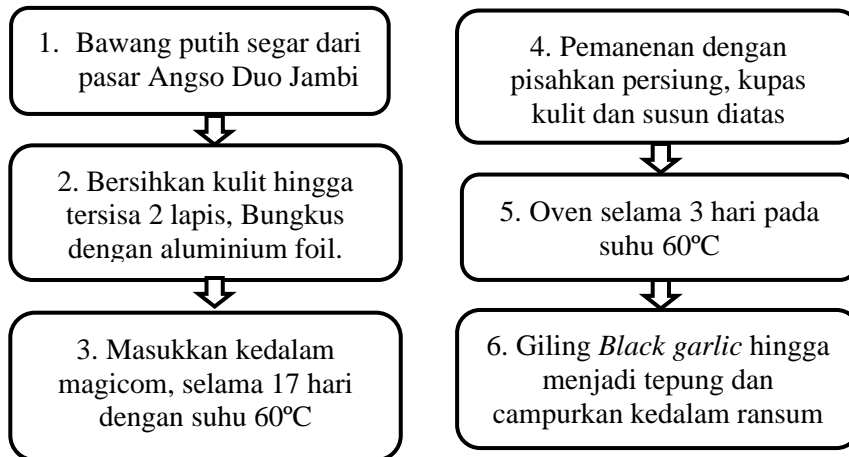 1. Bawang putih segar dari
pasar Angso Duo Jambi
2. Bersihkan kulit hingga
tersisa 2 lapis, Bungkus
dengan aluminium foil.
3. Masukkan kedalam
magicom, selama 17 hari
dengan suhu 60ºC
4. Pemanenan dengan
pisahkan persiung, kupas
kulit dan susun diatas
5. Oven selama 3 hari pada
suhu 60ºC
6. Giling Black garlic hingga
menjadi tepung dan
campurkan kedalam ransum